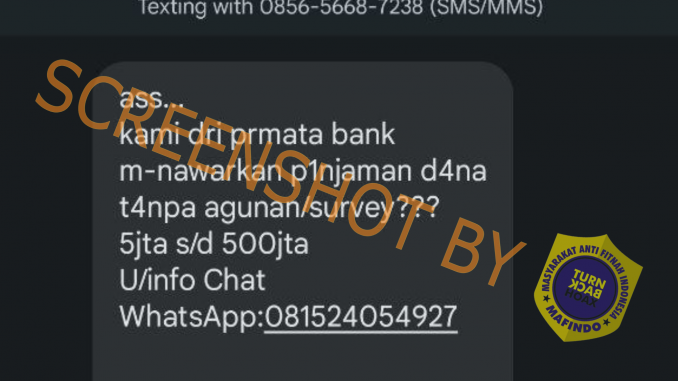 Texting with 0856-5668-7238 (SMS/MMS)
ass...
kami dri prmata bank
m-nawarkan p1njaman d4na
t4npa agunan/survey???
5jta s/d 500jta
U/info Chat
WhatsApp:081524054927
SCREENSHOT BY
MASYARAKAT ANTI FITNAH INDONESIA
TURN
BACK
HOAX
MAFINDO